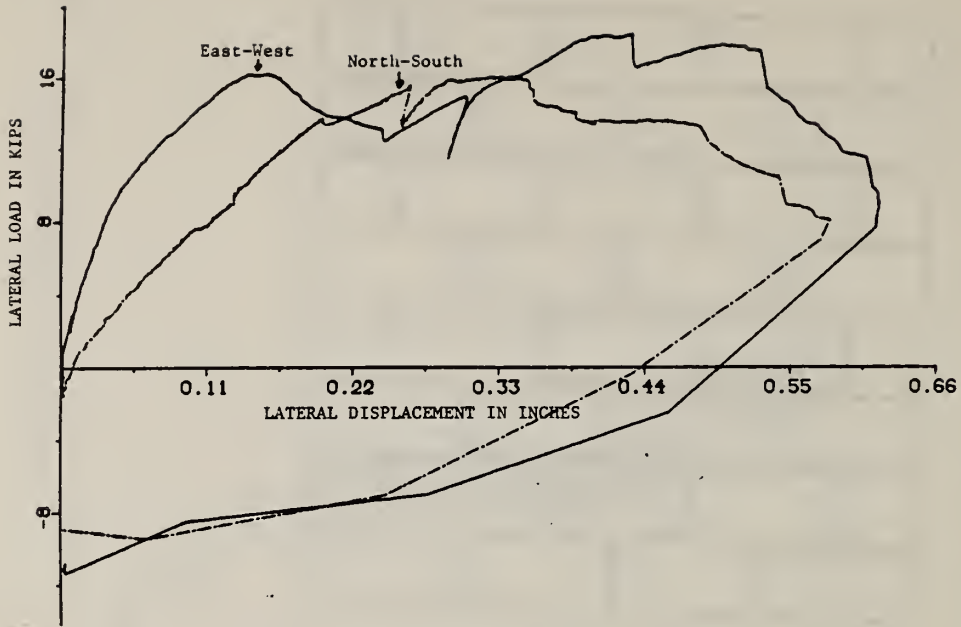 East-West
North-South
16
8
-8
LATERAL LOAD IN KIPS
0.11
0.22
0.33
0.44
0.55
0.66
LATERAL DISPLACEMENT IN INCHES